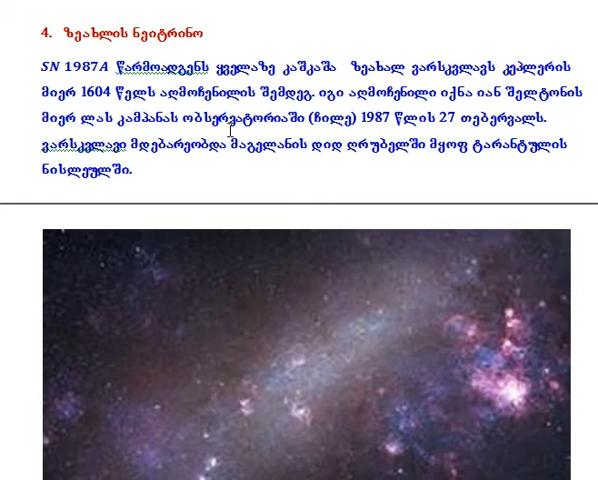 4. ზეახლის ნეიტრინო
SN 1987A წარმოადგენს ყველაზე კაშკაშა ზეახალ ვარსკვლავს კეპლერის
მიერ 1604 წელს აღმოჩენილის შემდეგ. იგი აღმოჩენილი იქნა იან შელტონის
მიერ ლას კამპანას ობსერვატორიაში (ჩილე) 1987 წლის 27 თებერვალს.
ვარსკვლავი მდებარეობდა მაგელანის დიდ ღრუბელში მყოფ ტარანტულის
ნისლეულში.